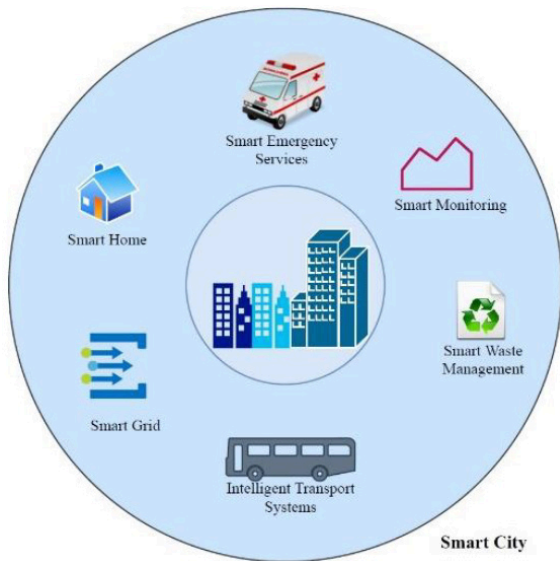 Smart Emergency
Services
Smart Monitoring
Smart Home
Smart Waste
Management
Smart Grid
Intelligent Transport
Systems
Smart City